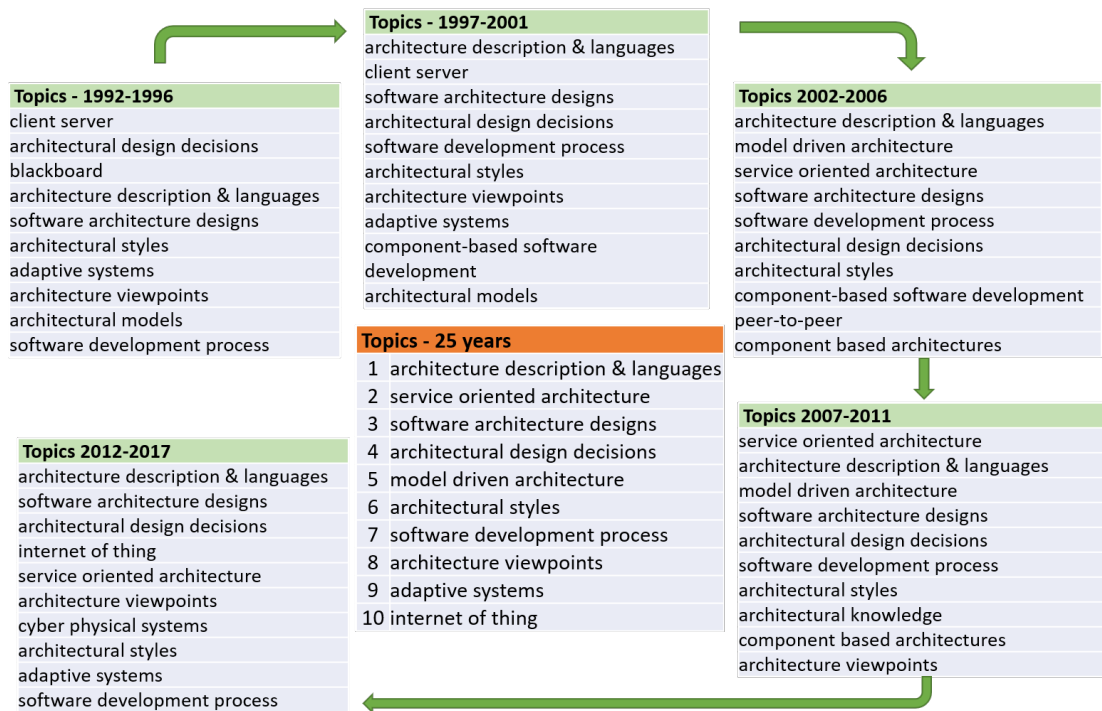 Topics - 1992-1996
client server
architectural design decisions
blackboard
architecture description & languages
software architecture designs
architectural styles
adaptive systems
architecture viewpoints
architectural models
software development process
Topics - 1997-2001
architecture description & languages
client server
software architecture designs
architectural design decisions
software development process
architectural styles
architecture viewpoints
adaptive systems
component-based software
development
architectural models
Topics 2002-2006
architecture description & languages
model driven architecture
service oriented architecture
software architecture designs
software development process
architectural design decisions
architectural styles
component-based software development
peer-to-peer
component based architectures
Topics 2007-2011
service oriented architecture
architecture description & languages
model driven architecture
software architecture designs
architectural design decisions
software development process
architectural styles
architectural knowledge
component based architectures
architecture viewpoints
Topics 2012-2017
architecture description & languages
software architecture designs
architectural design decisions
internet of thing
service oriented architecture
architecture viewpoints
cyber physical systems
architectural styles
adaptive systems
software development process
Topics - 25 years
1 architecture description & languages
2 service oriented architecture
3 software architecture designs
4 architectural design decisions
5 model driven architecture
6 architectural styles
7 software development process
8 architecture viewpoints
9 adaptive systems
10 internet of thing